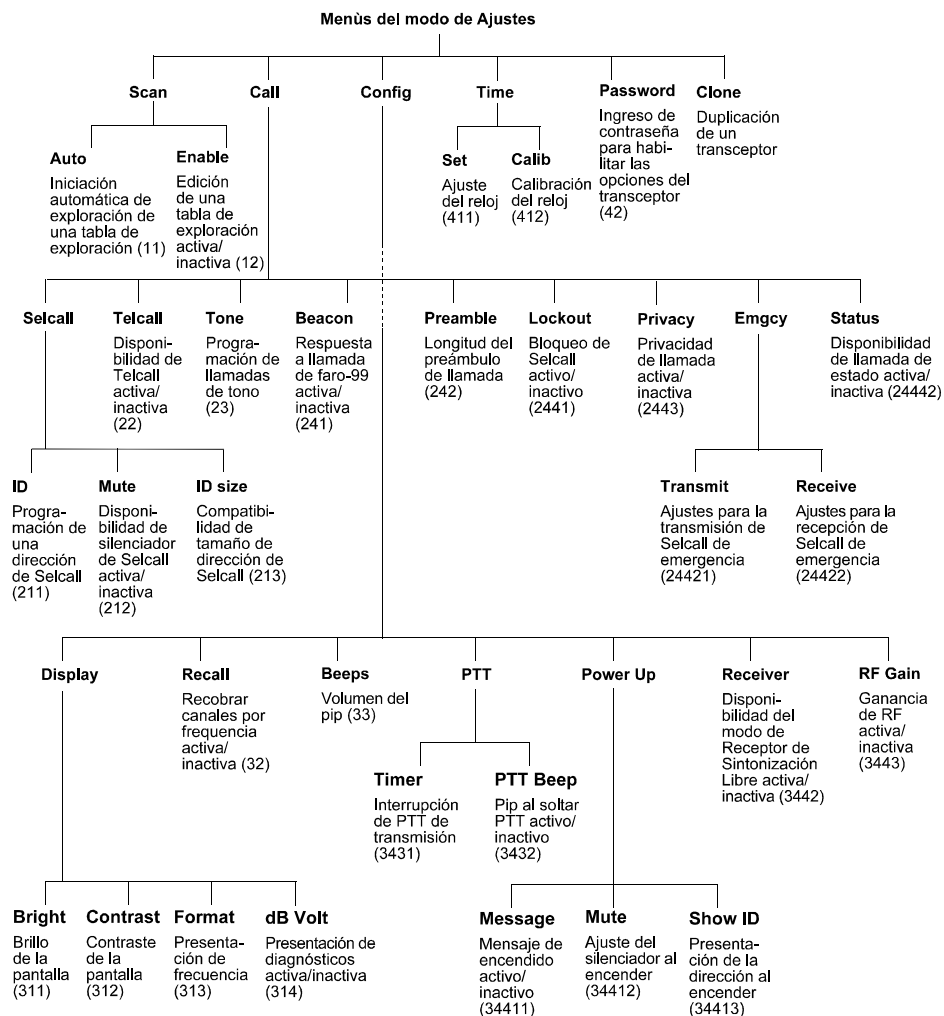 Menùs del modo de Ajustes
Scan
Call
Config
Time
Password
Ingreso de
contraseña
para habi-
litar las
opciones del
transceptor
(42)
Clone
Duplicación
de un
transceptor
Auto
Iniciación
automática de
exploración de
una tabla de
exploración (11)
Enable
Edición
de una
tabla de
exploración
activa/
inactiva (12)
Set
Ajuste
del reloj
(411)
Calib
Calibración
del reloj
(412)
Selcall
Telcall
Disponi-
bilidad de
Telcall
activa/
inactiva
(22)
Tone
Progra-
mación de
llamadas
de tono
(23)
Beacon
Respuesta
a llamada
de faro-99
activa/
inactiva
(241)
Preamble
Longitud del
preámbulo
de llamada
(242)
Lockout
Bloqueo de
Selcall
activo/
inactivo
(2441)
Privacy
Privacidad
de llamada
activa/
inactiva
(2443)
Emgcy
Status
Disponibilidad
de llamada de
estado activa/
inactiva (24442)
ID
Progra-
mación de
una
dirección
de Selcall
(211)
Mute
Disponi-
bilidad de
silenciador
de Selcall
activa/
inactiva
(212)
ID size
Compatibi-
lidad de
tamaño de
dirección de
Selcall (213)
Transmit
Ajustes para la
transmisión de
Selcall de
emergencia
(24421)
Receive
Ajustes para la
recepción de
Selcall de
emergencia
(24422)
Display
Recall
Recobrar
canales por
frequencia
activa/
inactiva (32)
Beeps
Volumen del
pip (33)
PTT
Power Up
Receiver
Disponi-
bilidad del
modo de
Receptor de
Sintonización
Libre activa/
inactiva (3442)
RF Gain
Ganancia
de RF
activa/
inactiva
(3443)
Timer
Interrupción
de PTT de
transmisión
(3431)
PTT Beep
Pip al soltar
PTT activo/
inactivo
(3432)
Bright
Brillo
de la
pantalla
(311)
Contrast
Contraste
de la
pantalla
(312)
Format
Presenta-
ción de
frecuencia
(313)
dB Volt
Presentación de
diagnósticos
activa/inactiva
(314)
Message
Mensaje de
encendido
activo/
inactivo
(34411)
Mute
Ajuste del
silenciador al
encender
(34412)
Show ID
Presenta-
ción de la
dirección al
encender
(34413)